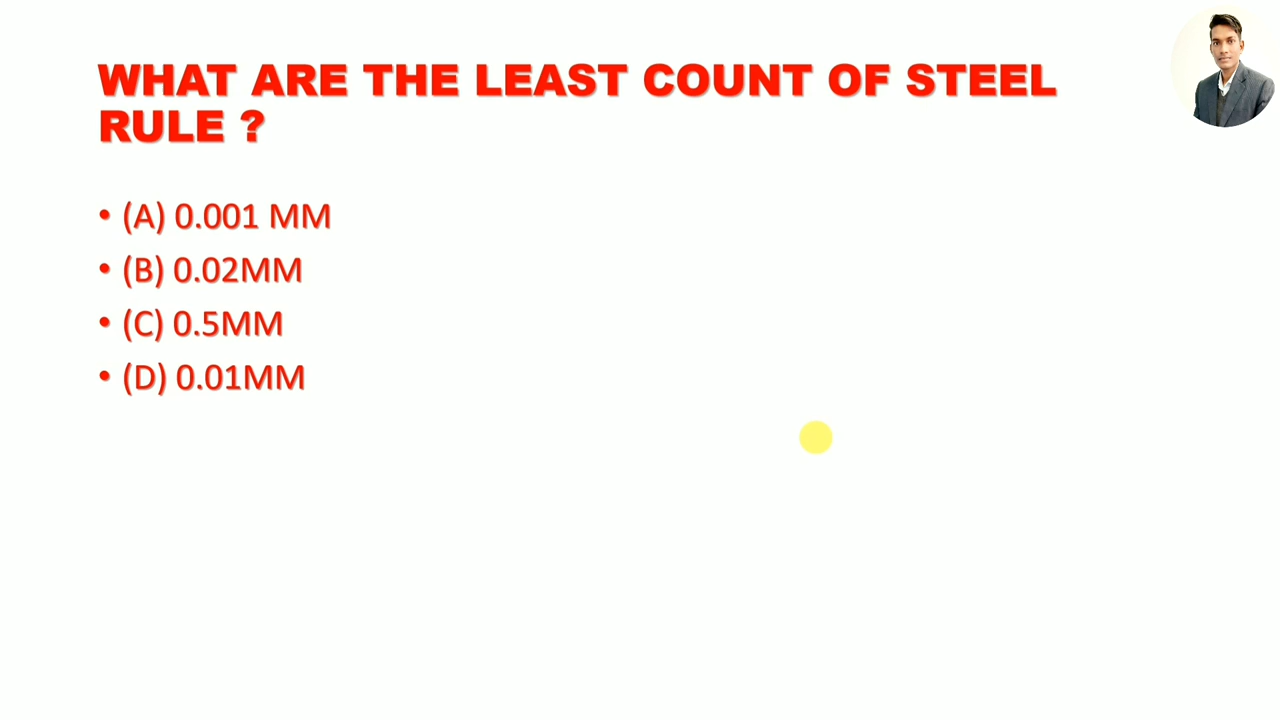 WHAT ARE THE LEAST COUNT OF STEEL
RULE ?
• (A) 0.001 MM
• (B) 0.02MM
• (C) 0.5MM
• (D) 0.01MM